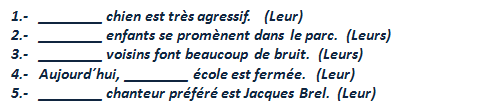 1.- ________ chien est très agressif. (Leur)
2.- ________ enfants se promènent dans le parc. (Leurs)
3.- ________ voisins font beaucoup de bruit. (Leurs)
4.- Aujourd´hui, ________ école est fermée. (Leur)
5.- ________ chanteur préféré est Jacques Brel. (Leur)